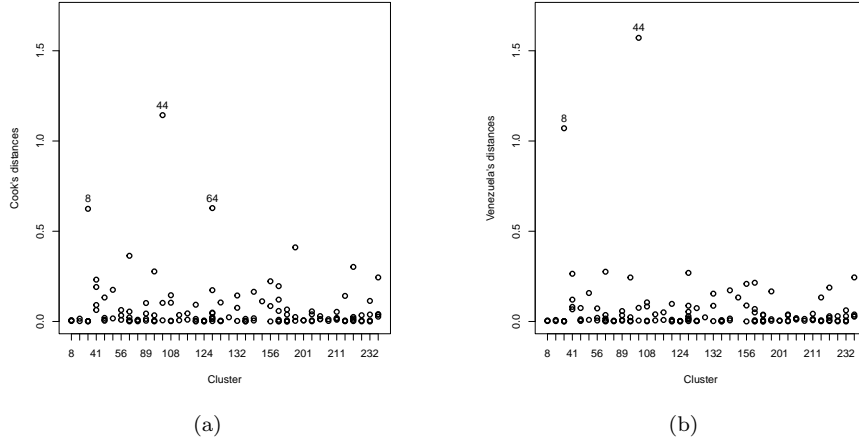 Cook's distances
0.0 0.5 1.0 1.5
8
44
64
8 41 56 89 108 124 132 156 201 211 232
Cluster
(a)
Venezuela's distances
0.0 0.5 1.0 1.5
8
44
8 41 56 89 108 124 132 156 201 211 232
Cluster
(b)